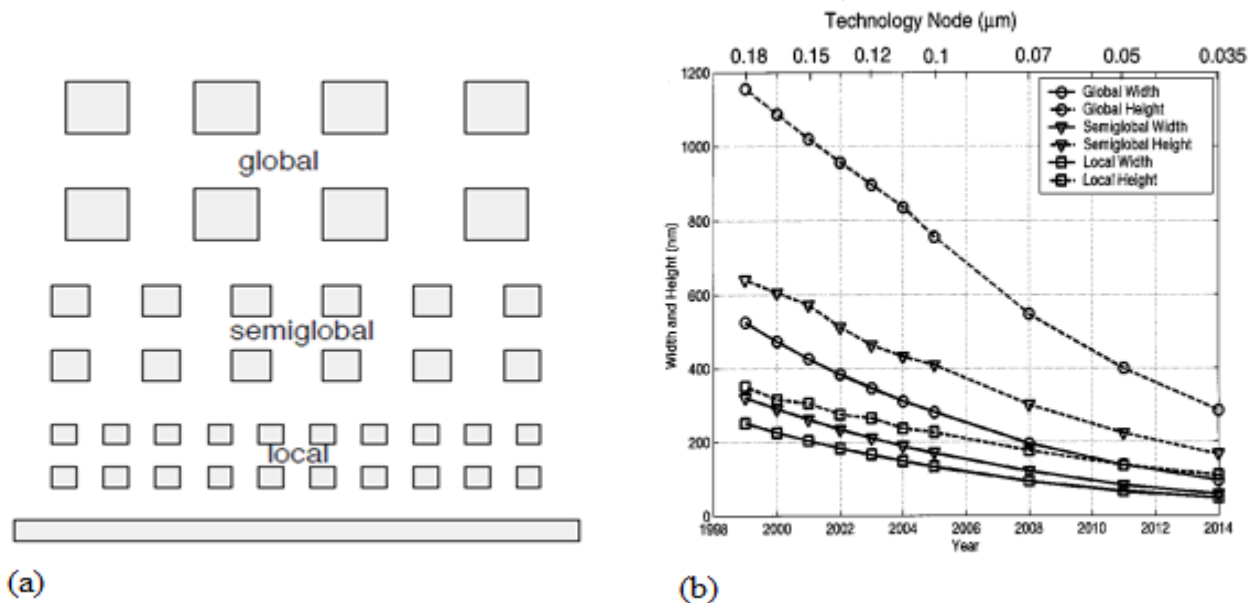 global
semiglobal
local
(a)
Technology Node (μm)
0.18 0.15 0.12 0.1 0.07 0.05 0.035
Global Width
Global Height
Semiglobal Width
Semiglobal Height
Local Width
Local Height
Width and Height (nm)
1200
1000
800
600
400
200
0
1998 2000 2002 2004 2006 2008 2010 2012 2014
Year
(b)